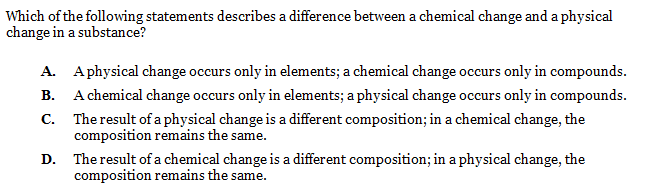 Which of the following statements describes a difference between a chemical change and a physical
change in a substance?
A. A physical change occurs only in elements; a chemical change occurs only in compounds.
B. A chemical change occurs only in elements; a physical change occurs only in compounds.
C. The result of a physical change is a different composition; in a chemical change, the
composition remains the same.
D. The result of a chemical change is a different composition; in a physical change, the
composition remains the same.